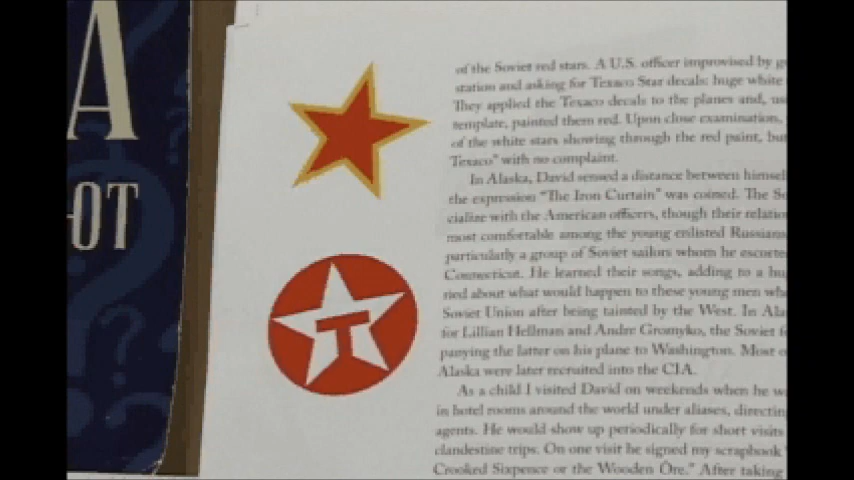 A
OT
T
of the Soviet red stars. A U.S. officer improvised by
station and asking for Texaco Star decals: huge white
They applied the Texaco decals to the planes and,
template, painted them red. Upon close examination,
of the white stars showing through the red paint, but
Texaco" with no complaint.
In Alaska, David sensed a distance between himsel
the expression "The Iron Curtain" was coined. The
cialize with the American officers, though their relatio
most comfortable among the young enlisted Russians
particularly a group of Soviet sailors whom he escorte
Connecticut. He learned their songs, adding to a hu
ried about what would happen to these young men wh
Soviet Union after being tainted by the West. In Ala
for Lillian Hellman and Andre Gromyko, the Soviet
panying the latter on his plane to Washington. Most o
Alaska were later recruited into the CIA.
As a child I visited David on weekends when he w
in hotel rooms around the world under aliases, directin
agents. He would show up periodically for short visits
clandestine trips. On one visit he signed my scrapbook
Crooked Sixpence or the Wooden Öre." After taking